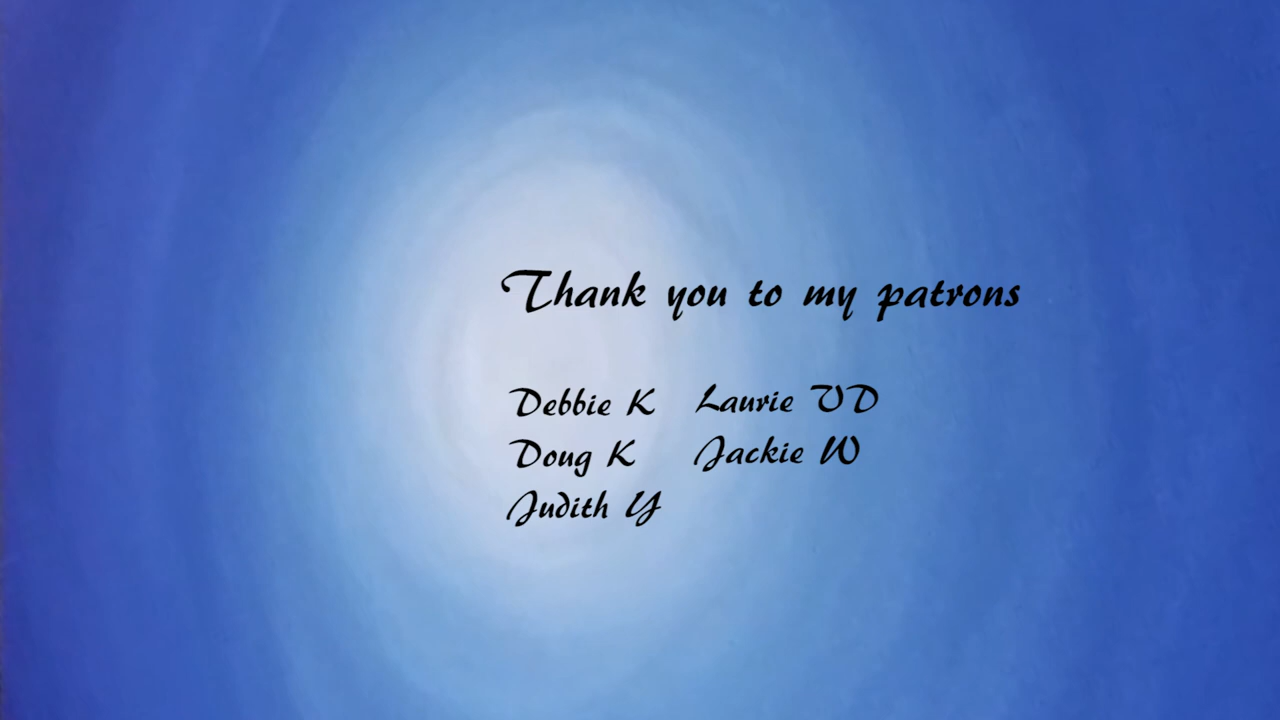 Thank you to my patrons
Debbie K
Doug K
Judith Y
Laurie VD
Jackie W